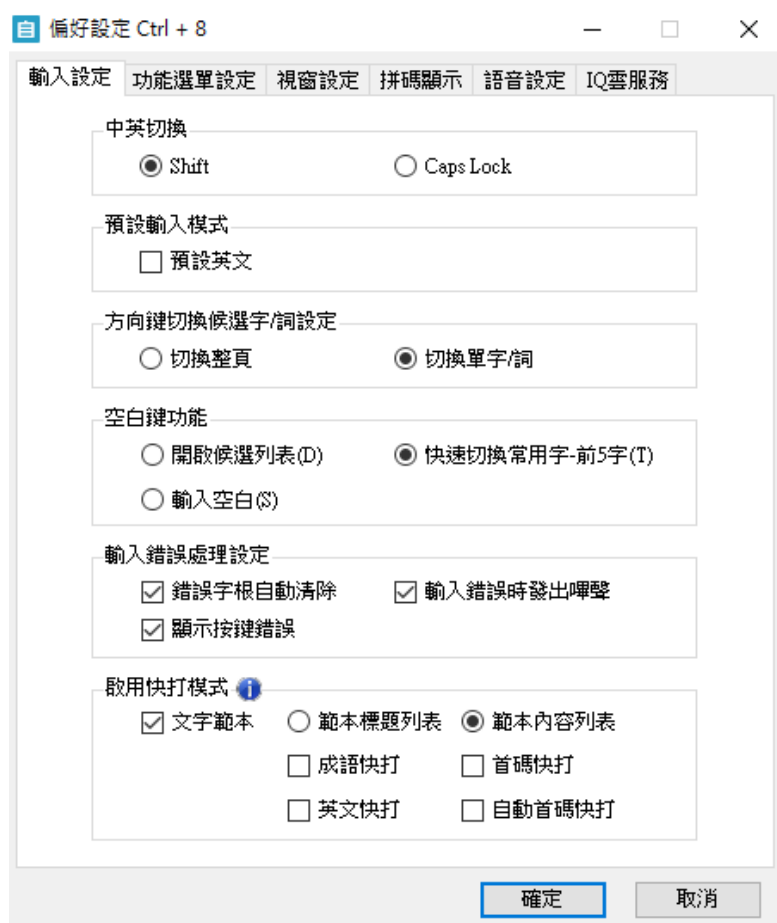 自 偏好設定 Ctrl + 8
輸入設定 功能選單設定 視窗設定 拼碼顯示 語音設定 IQ雲服務
中英切換
Shift Caps Lock
預設輸入模式
預設英文
方向鍵切換候選字/詞設定
切換整頁 切換單字/詞
空白鍵功能
開啟候選列表(D) 快速切換常用字-前5字(T)
輸入空白(S)
輸入錯誤處理設定
錯誤字根自動清除 輸入錯誤時發出嗶聲
顯示按鍵錯誤
啟用快打模式 i
文字範本 範本標題列表 範本內容列表
成語快打 首碼快打
英文快打 自動首碼快打
確定 取消